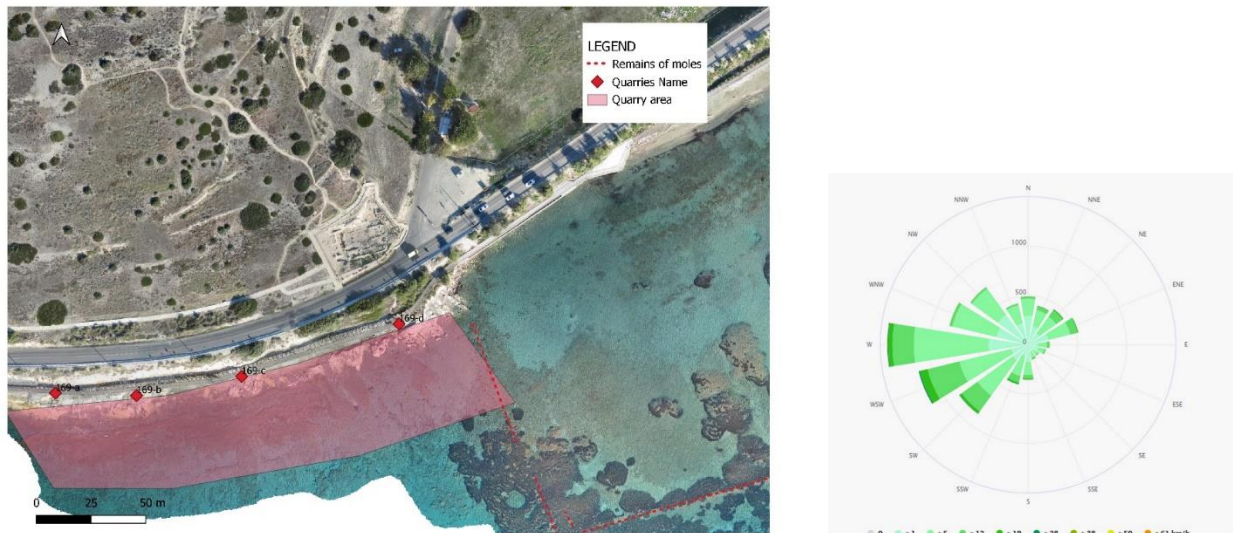 LEGEND
Remains of moles
Quarries Name
Quarry area
169-a
169-b
169-c
169-d
0 25 50 m
N
NNE
NE
ENE
E
ESE
SE
SSE
S
SSW
SW
WSW
W
WNW
NW
NNW
1000
500
0